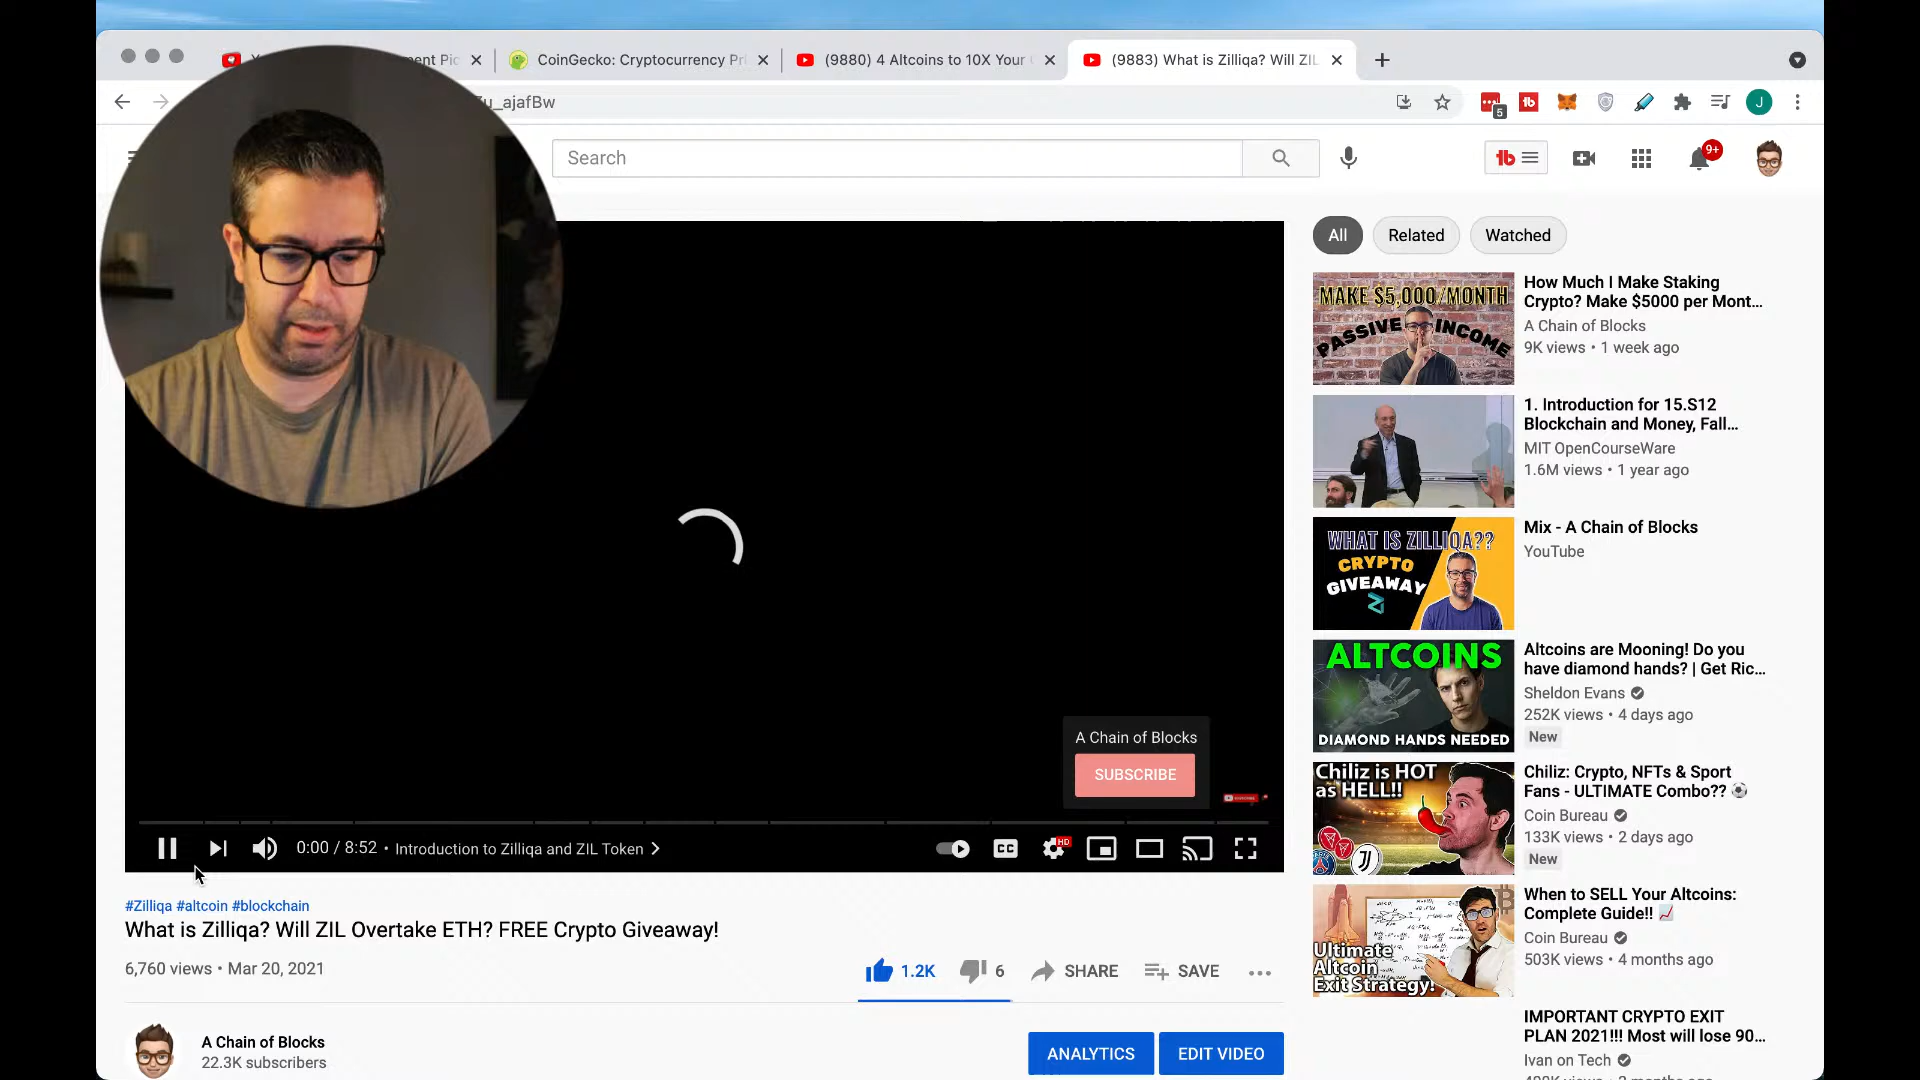 ent Pic
CoinGecko: Cryptocurrency Pri
(9880) 4 Altcoins to 10X Your
(9883) What is Zilliqa? Will ZIL
u_ajafBw
5
J
Search
9+
All
Related
Watched
MAKE $5,000/MONTH
PASSIVE INCOME
How Much I Make Staking
Crypto? Make $5000 per Mont...
A Chain of Blocks
9K views • 1 week ago
1. Introduction for 15.S12
Blockchain and Money, Fall...
MIT OpenCourseWare
1.6M views • 1 year ago
WHAT IS ZILLIQA??
CRYPTO
GIVEAWAY
Mix - A Chain of Blocks
YouTube
ALTCOINS
DIAMOND HANDS NEEDED
Altcoins are Mooning! Do you
have diamond hands? | Get Ric...
Sheldon Evans
252K views • 4 days ago
New
Chiliz is HOT
as HELL!!
Chiliz: Crypto, NFTs & Sport
Fans - ULTIMATE Combo??
Coin Bureau
133K views • 2 days ago
New
Ultimate
Altcoin
Exit Strategy!
When to SELL Your Altcoins:
Complete Guide!!
Coin Bureau
503K views • 4 months ago
IMPORTANT CRYPTO EXIT
PLAN 2021!!! Most will lose 90...
Ivan on Tech
A Chain of Blocks
SUBSCRIBE
0:00 / 8:52 • Introduction to Zilliqa and ZIL Token
CC
HD
#Zilliqa #altcoin #blockchain
What is Zilliqa? Will ZIL Overtake ETH? FREE Crypto Giveaway!
6,760 views • Mar 20, 2021
1.2K
6
SHARE
SAVE
A Chain of Blocks
22.3K subscribers
ANALYTICS
EDIT VIDEO